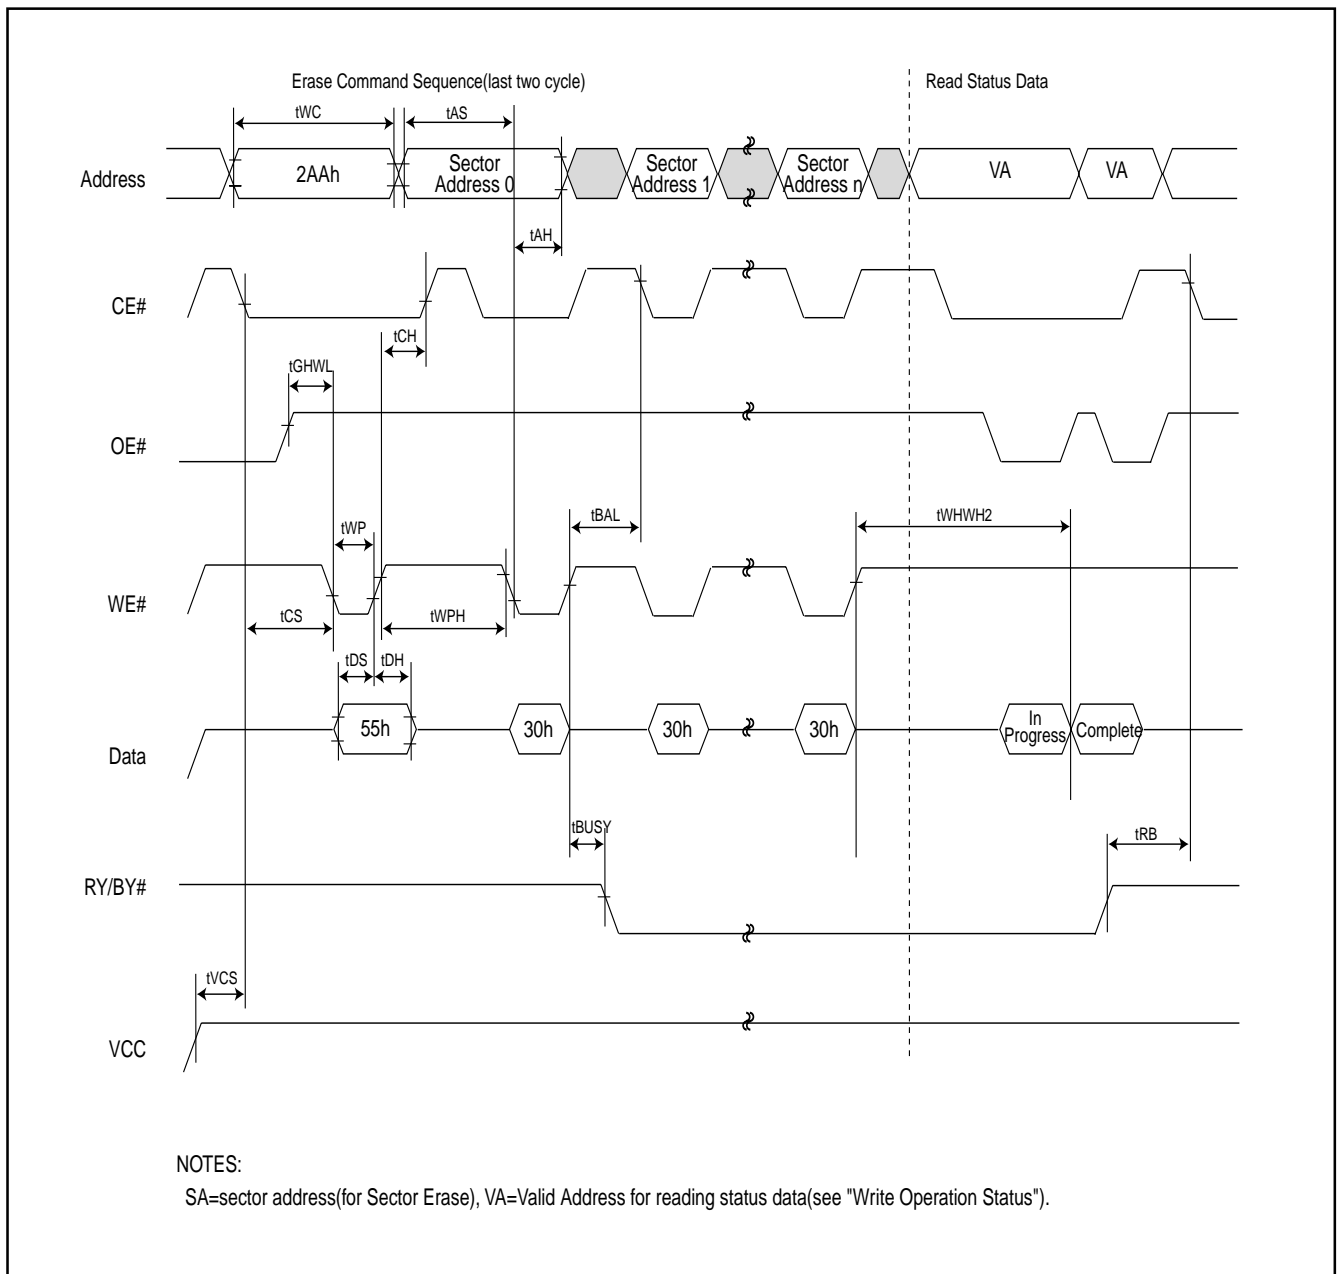 Erase Command Sequence(last two cycle)
Read Status Data
tWC
tAS
Address
2AAh
Sector
Address 0
Sector
Address 1
Sector
Address n
VA
VA
tAH
CE#
tCH
tGHWL
OE#
tWP
tBAL
tWHWH2
WE#
tCS
tWPH
tDS
tDH
Data
55h
30h
30h
30h
In
Progress
Complete
tBUSY
tRB
RY/BY#
tVCS
VCC
NOTES:
SA=sector address(for Sector Erase), VA=Valid Address for reading status data(see "Write Operation Status").